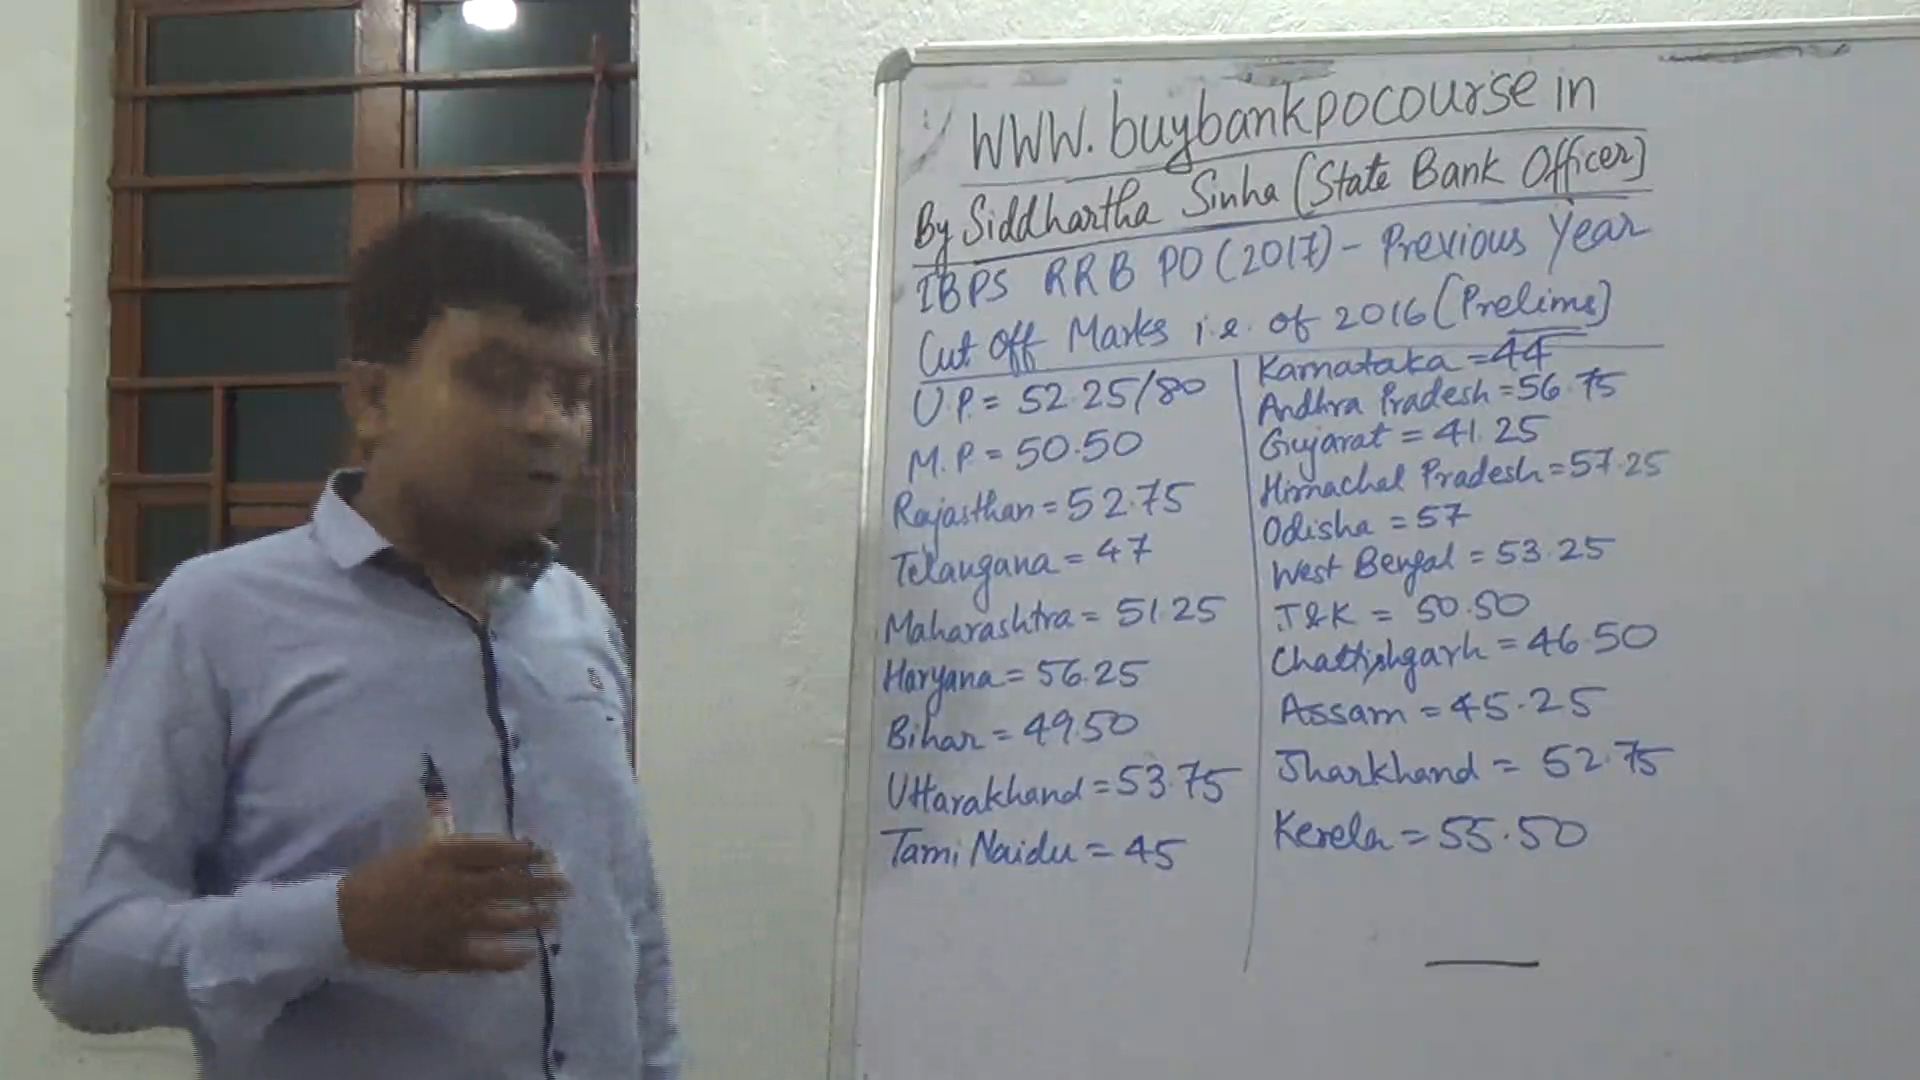 WWW.buybankpocourse in
By Siddhartha Sinha (State Bank Officer)
IBPS RRB PO (2017) - Previous Year
Cut Off Marks i.e. of 2016 (Prelims)
U.P. = 52.25/80
M.P. = 50.50
Rajasthan = 52.75
Telangana = 47
Maharashtra = 51.25
Haryana = 56.25
Bihar = 49.50
Uttarakhand = 53.75
Tami Naidu = 45
Karnataka = 44
Andhra Pradesh = 56.75
Gujarat = 41.25
Himachal Pradesh = 57.25
Odisha = 57
West Bengal = 53.25
J&K = 50.50
Chattishgarh = 46.50
Assam = 45.25
Jharkhand = 52.75
Kerela = 55.50